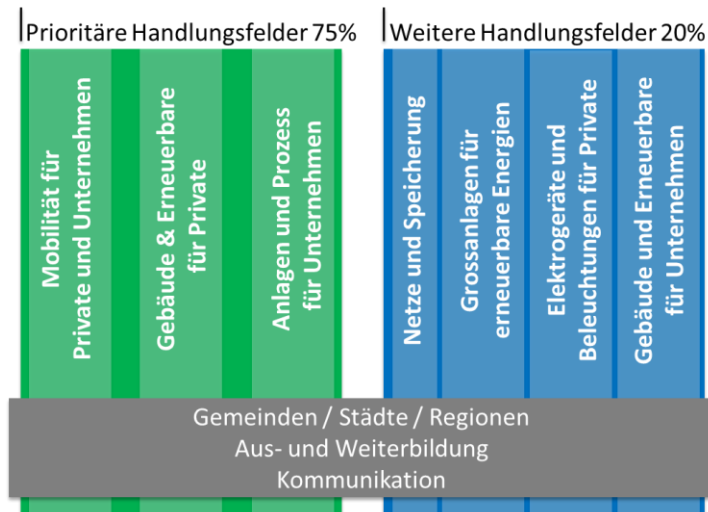 Prioritäre Handlungsfelder 75%
Weitere Handlungsfelder 20%
Mobilität für
Private und Unternehmen
Gebäude & Erneuerbare
für Private
Anlagen und Prozess
für Unternehmen
Netze und Speicherung
Grossanlagen für
erneuerbare Energien
Elektrogeräte und
Beleuchtungen für Private
Gebäude und Erneuerbare
für Unternehmen
Gemeinden / Städte / Regionen
Aus- und Weiterbildung
Kommunikation